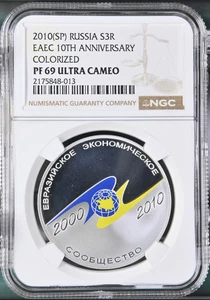 2010(SP) RUSSIA S3R
EAEC 10TH ANNIVERSARY
COLORIZED
PF 69 ULTRA CAMEO
2175848-013
NUMISMATIC GUARANTY COMPANY
NGC
ЕВРАЗИЙСКОЕ ЭКОНОМИЧЕСКОЕ
2000
2010
СООБЩЕСТВО